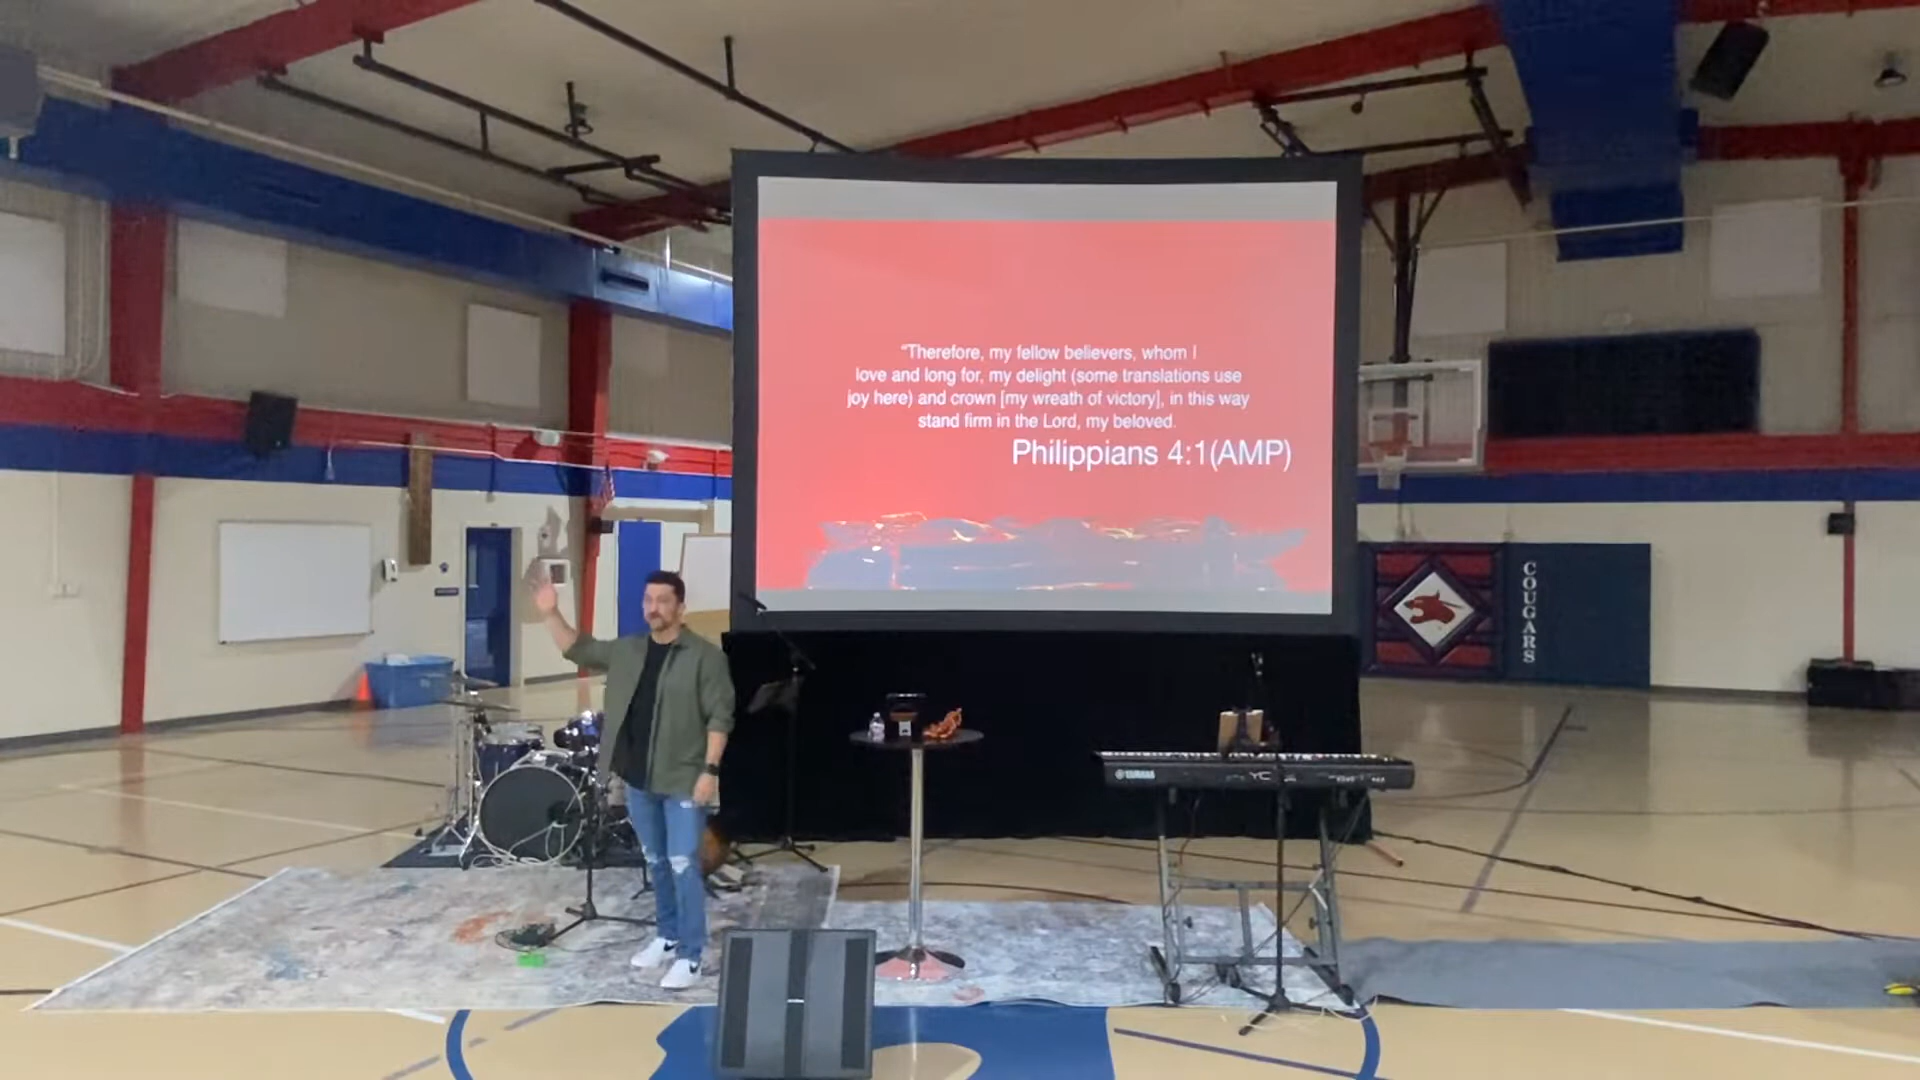 “Therefore, my fellow believers, whom I
love and long for, my delight (some translations use
joy here) and crown [my wreath of victory], in this way
stand firm in the Lord, my beloved.
Philippians 4:1(AMP)
COUGARS
YAMAHA
YC